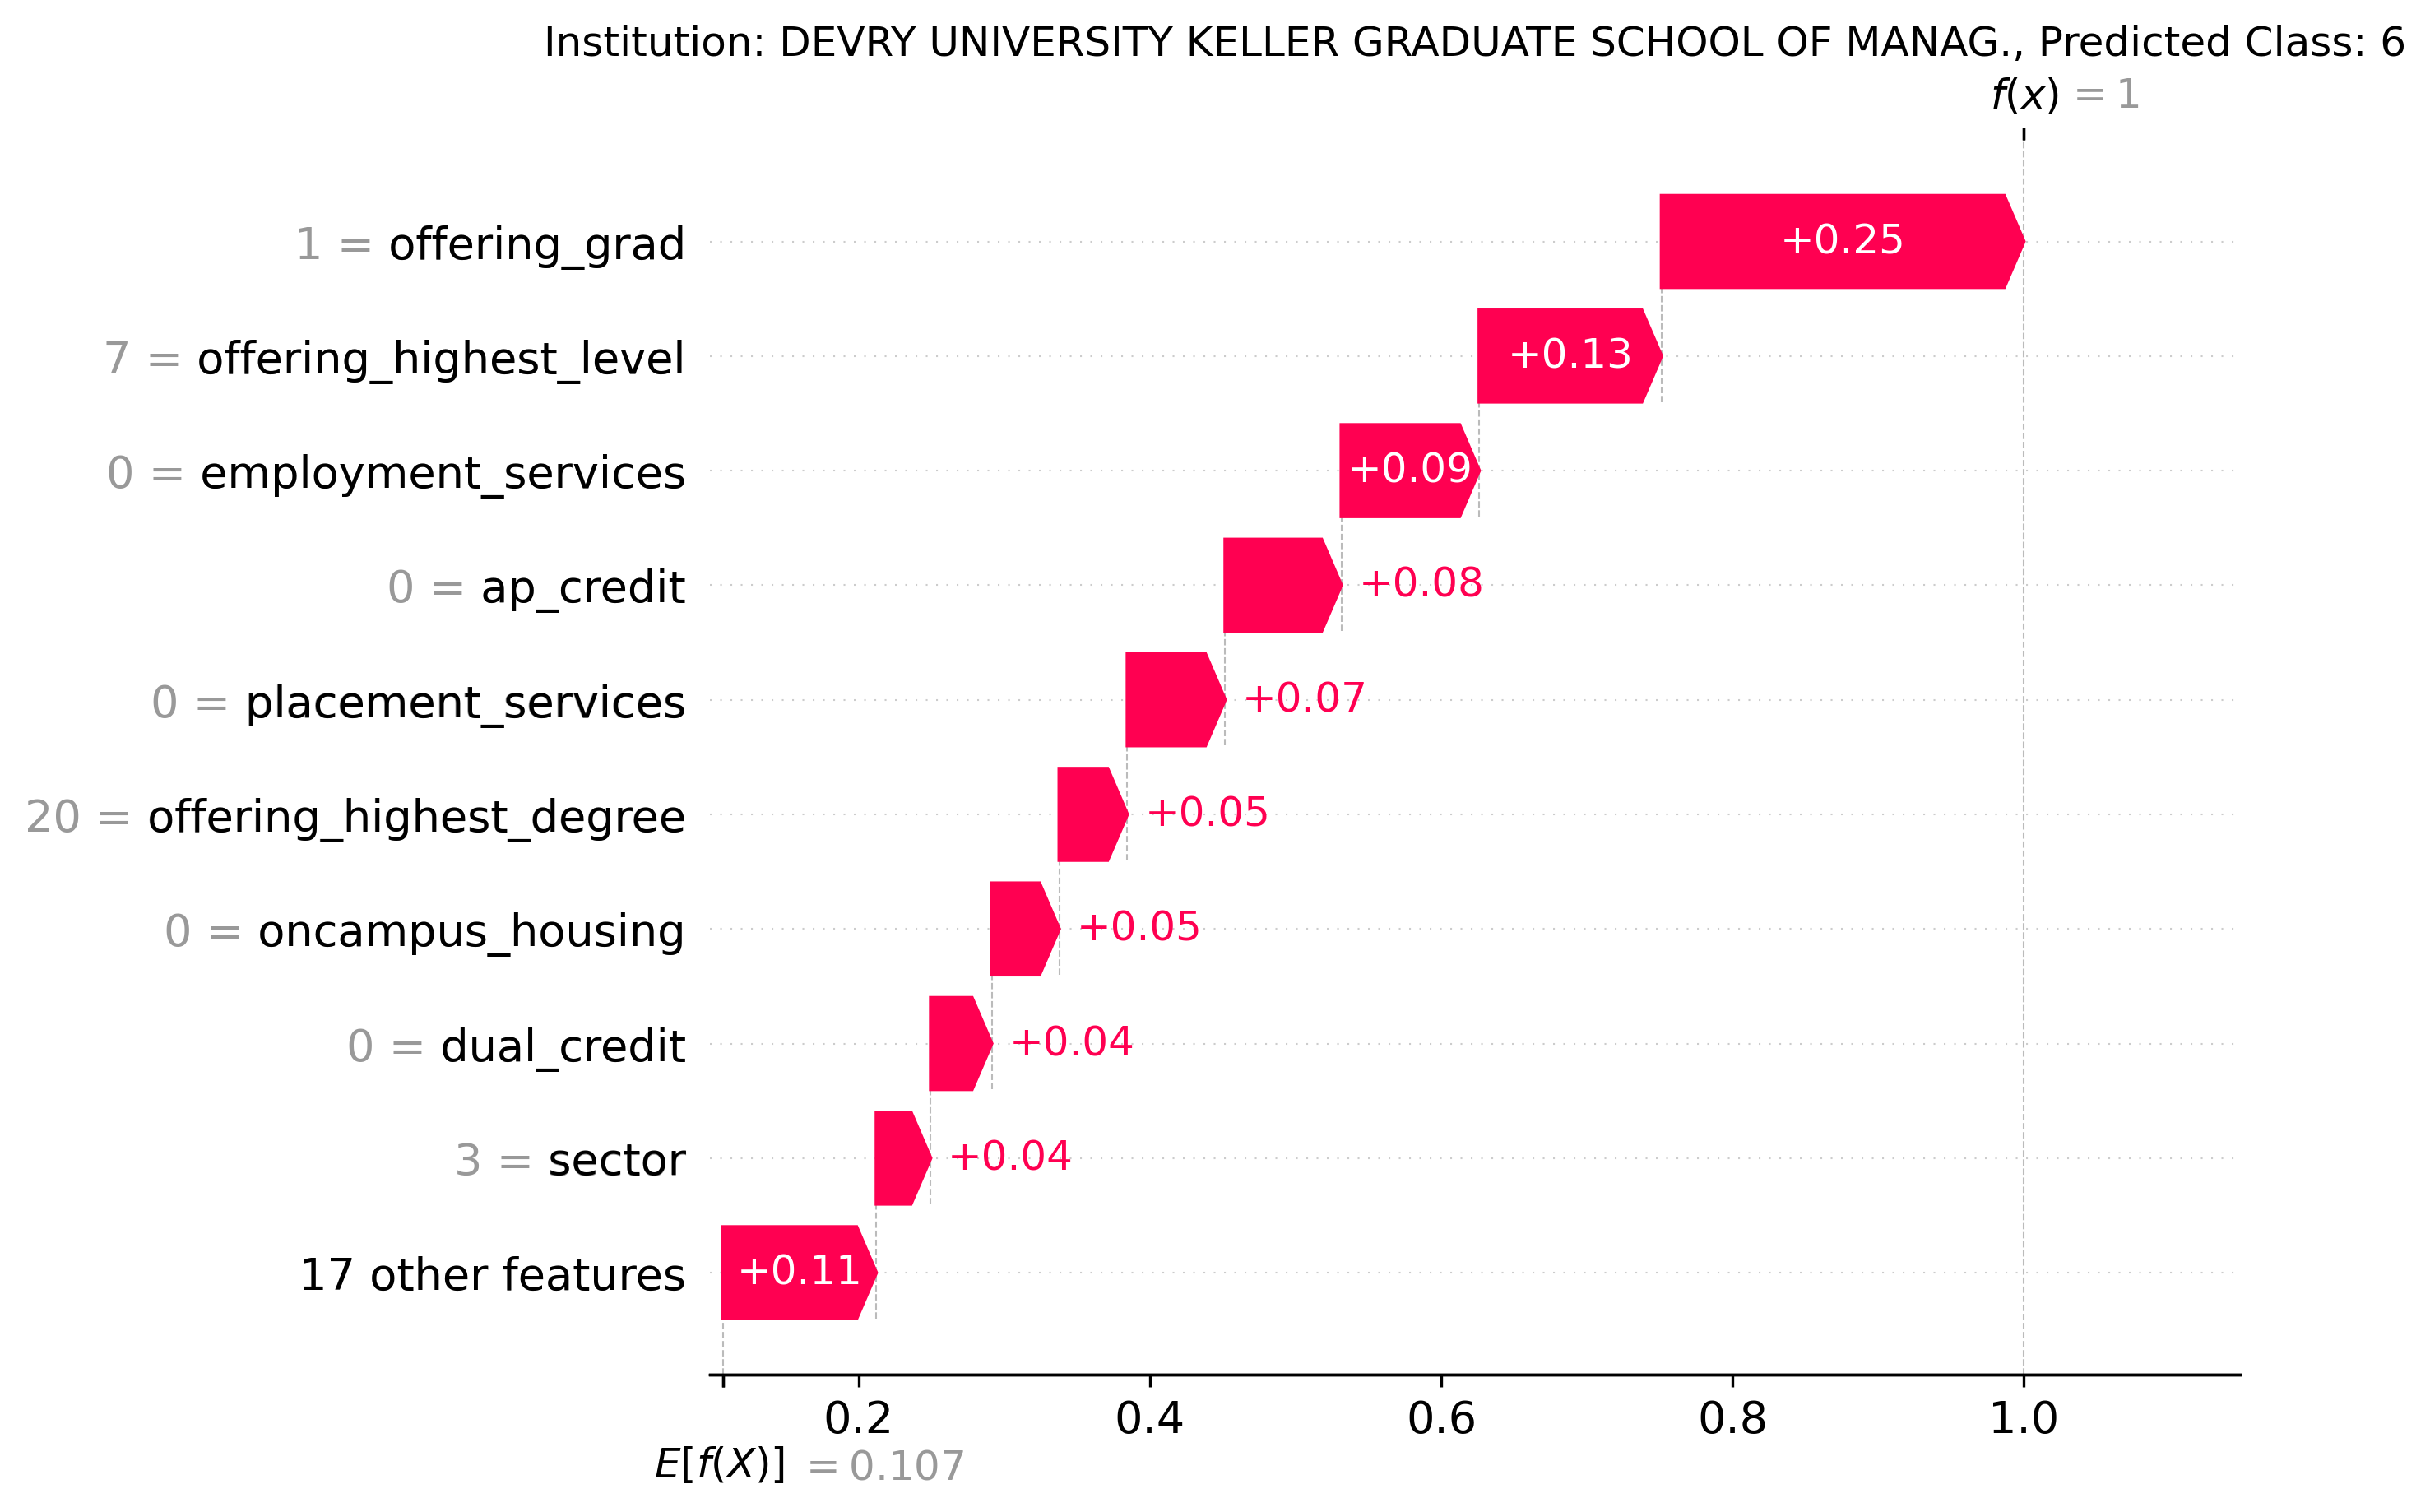 Institution: DEVRY UNIVERSITY KELLER GRADUATE SCHOOL OF MANAG., Predicted Class: 6
f(x) = 1
1 = offering_grad +0.25
7 = offering_highest_level +0.13
0 = employment_services +0.09
0 = ap_credit +0.08
0 = placement_services +0.07
20 = offering_highest_degree +0.05
0 = oncampus_housing +0.05
0 = dual_credit +0.04
3 = sector +0.04
17 other features +0.11
0.2 0.4 0.6 0.8 1.0
E[f(X)] = 0.107